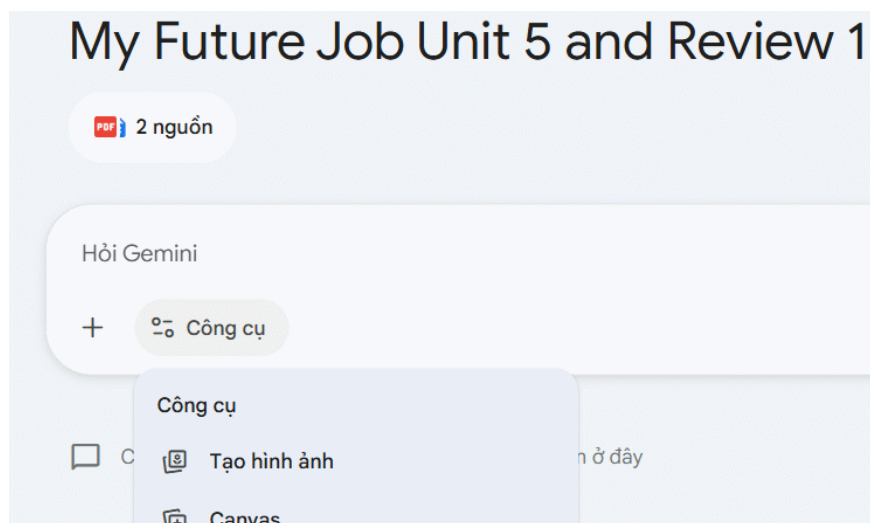 My Future Job Unit 5 and Review 1
PDF 2 nguồn
Hỏi Gemini
Công cụ
Công cụ
Tạo hình ảnh
ở đây
Canvas